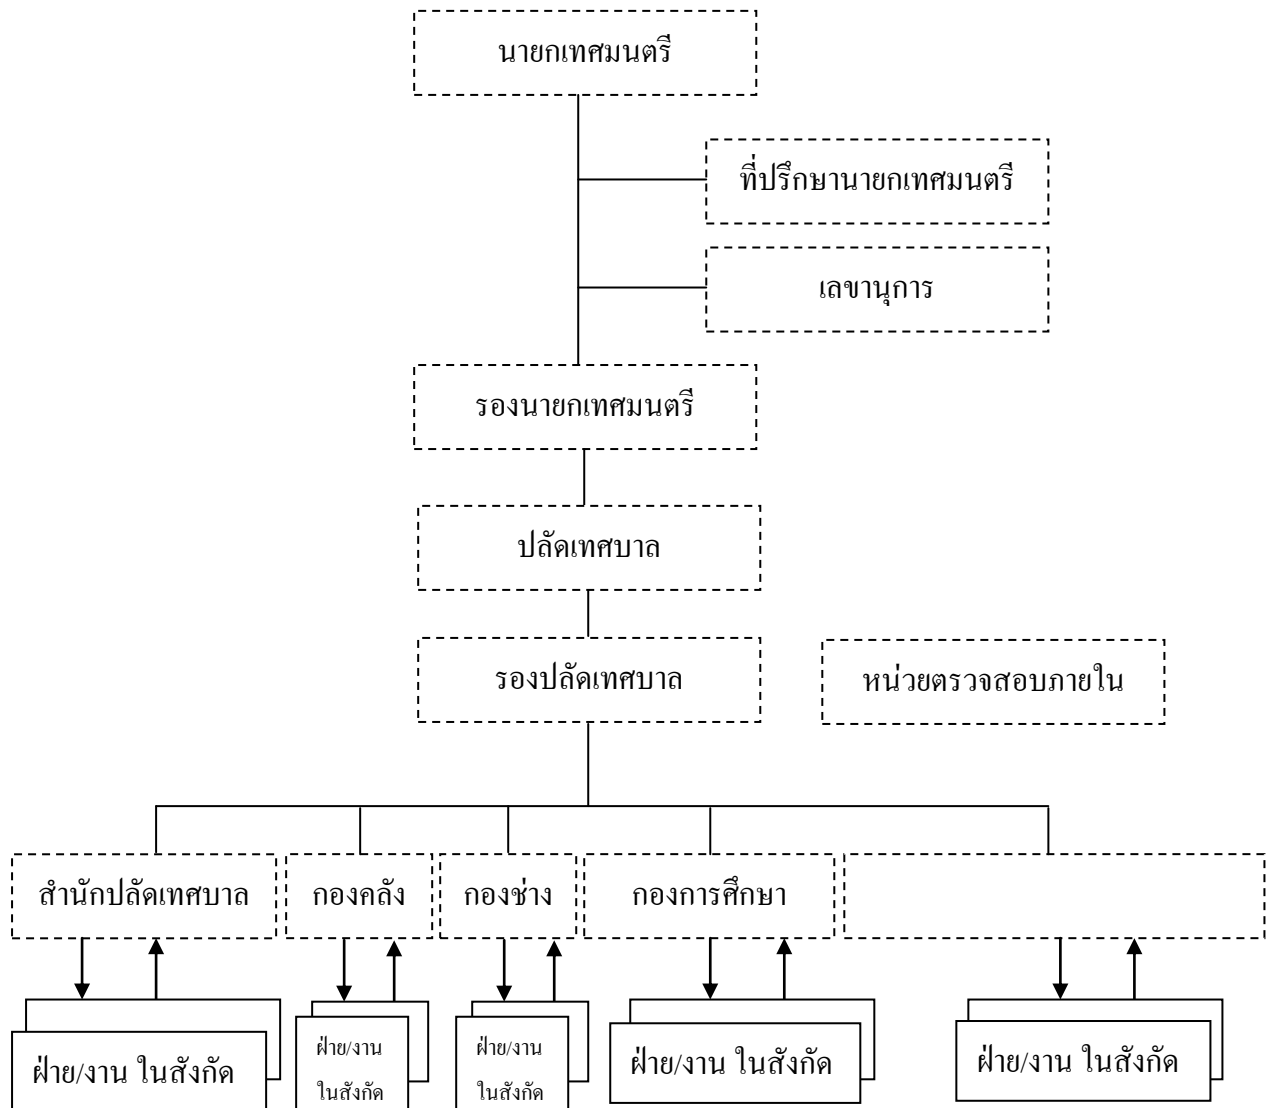 นายกเทศมนตรี
ที่ปรึกษานายกเทศมนตรี
เลขานุการ
รองนายกเทศมนตรี
ปลัดเทศบาล
รองปลัดเทศบาล
หน่วยตรวจสอบภายใน
สำนักปลัดเทศบาล
กองคลัง
กองช่าง
กองการศึกษา
ฝ่าย/งาน ในสังกัด
ฝ่าย/งาน
ในสังกัด
ฝ่าย/งาน
ในสังกัด
ฝ่าย/งาน ในสังกัด
ฝ่าย/งาน ในสังกัด